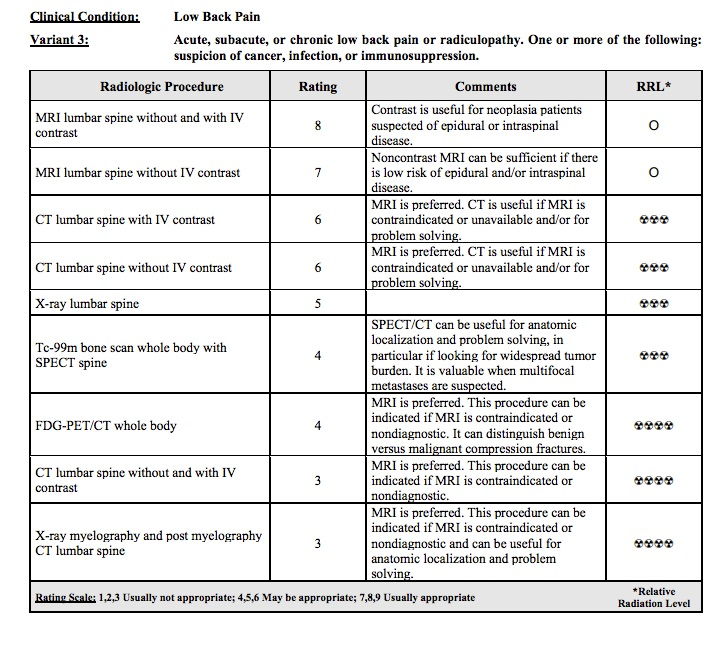 Clinical Condition: Low Back Pain
Variant 3: Acute, subacute, or chronic low back pain or radiculopathy. One or more of the following:
suspicion of cancer, infection, or immunosuppression.
Radiologic Procedure Rating Comments RRL*
MRI lumbar spine without and with IV
contrast
8
Contrast is useful for neoplasia patients
suspected of epidural or intraspinal
disease.
O
MRI lumbar spine without IV contrast
7
Noncontrast MRI can be sufficient if there
is low risk of epidural and/or intraspinal
disease.
O
CT lumbar spine with IV contrast
6
MRI is preferred. CT is useful if MRI is
contraindicated or unavailable and/or for
problem solving.
☢☢☢
CT lumbar spine without IV contrast
6
MRI is preferred. CT is useful if MRI is
contraindicated or unavailable and/or for
problem solving.
☢☢☢
X-ray lumbar spine
5
☢☢☢
Tc-99m bone scan whole body with
SPECT spine
4
SPECT/CT can be useful for anatomic
localization and problem solving, in
particular if looking for widespread tumor
burden. It is valuable when multifocal
metastases are suspected.
☢☢☢
FDG-PET/CT whole body
4
MRI is preferred. This procedure can be
indicated if MRI is contraindicated or
nondiagnostic. It can distinguish benign
versus malignant compression fractures.
☢☢☢☢
CT lumbar spine without and with IV
contrast
3
MRI is preferred. This procedure can be
indicated if MRI is contraindicated or
nondiagnostic.
☢☢☢☢
X-ray myelography and post myelography
CT lumbar spine
3
MRI is preferred. This procedure can be
indicated if MRI is contraindicated or
nondiagnostic and can be useful for
anatomic localization and problem
solving.
☢☢☢☢
Rating Scale: 1,2,3 Usually not appropriate; 4,5,6 May be appropriate; 7,8,9 Usually appropriate
*Relative
Radiation Level